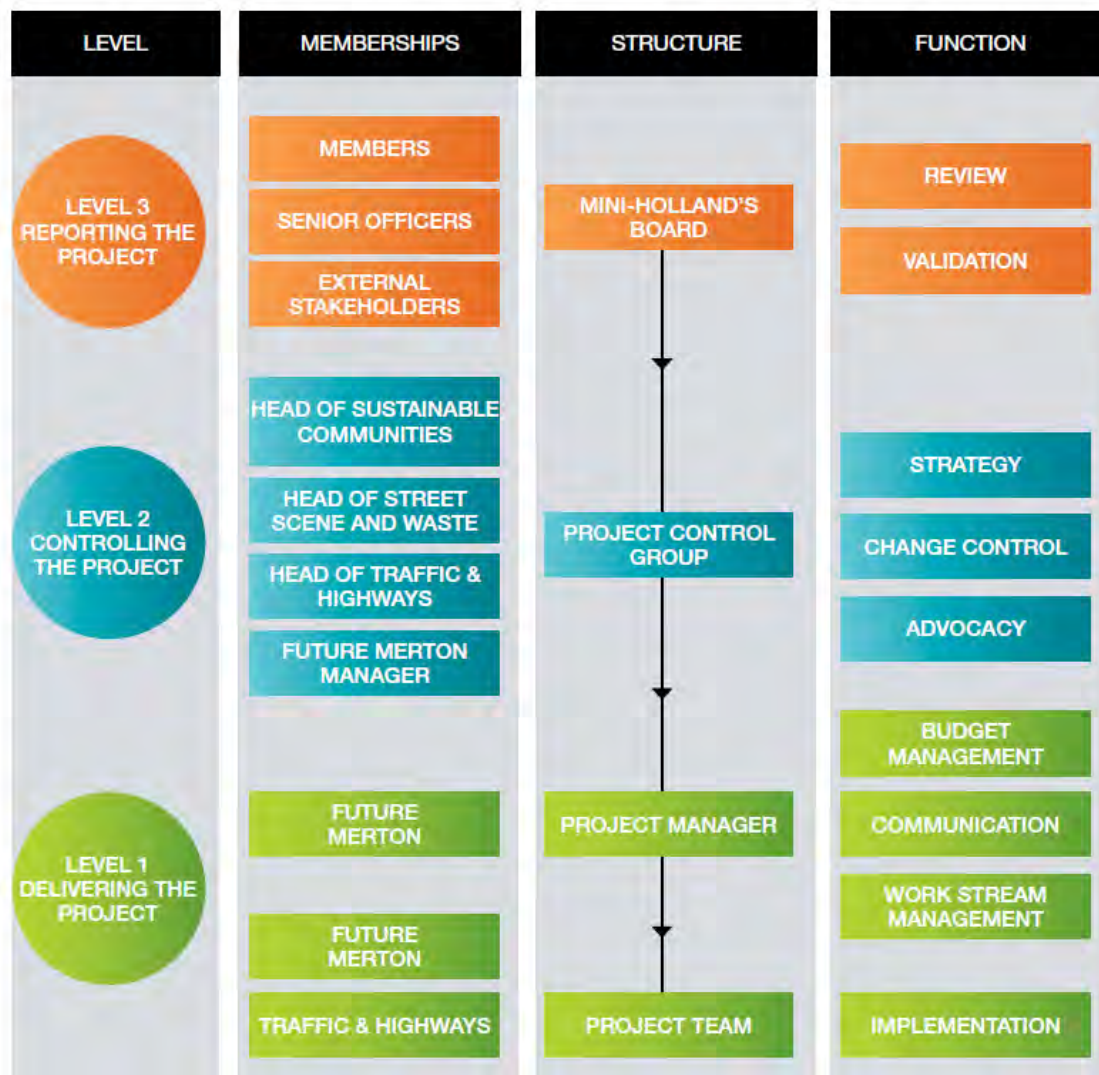 LEVEL
MEMBERSHIPS
STRUCTURE
FUNCTION
LEVEL 3
REPORTING THE
PROJECT
MEMBERS
SENIOR OFFICERS
EXTERNAL
STAKEHOLDERS
MINI-HOLLAND'S
BOARD
REVIEW
VALIDATION
LEVEL 2
CONTROLLING
THE PROJECT
HEAD OF SUSTAINABLE
COMMUNITIES
HEAD OF STREET
SCENE AND WASTE
HEAD OF TRAFFIC &
HIGHWAYS
FUTURE MERTON
MANAGER
PROJECT CONTROL
GROUP
STRATEGY
CHANGE CONTROL
ADVOCACY
LEVEL 1
DELIVERING THE
PROJECT
FUTURE
MERTON
FUTURE
MERTON
TRAFFIC & HIGHWAYS
PROJECT MANAGER
PROJECT TEAM
BUDGET
MANAGEMENT
COMMUNICATION
WORK STREAM
MANAGEMENT
IMPLEMENTATION